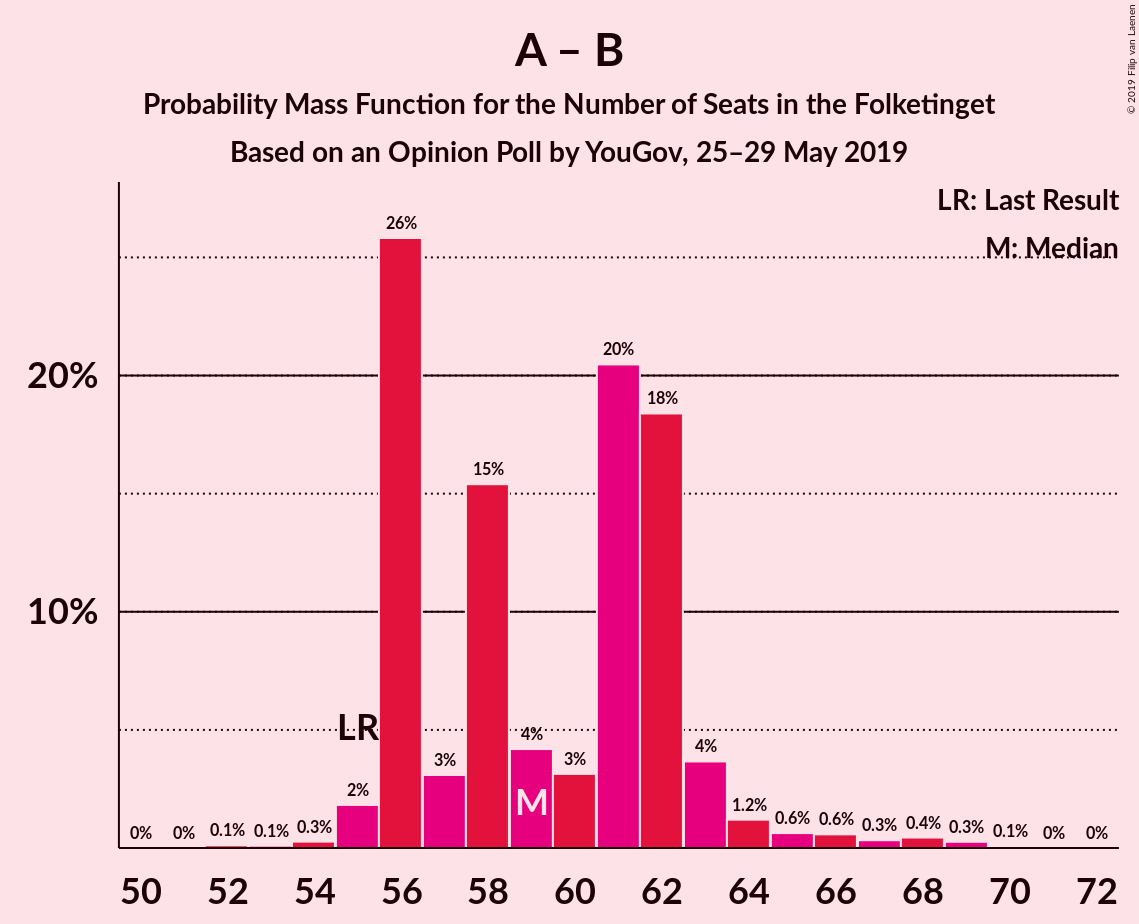 A – B
Probability Mass Function for the Number of Seats in the Folketinget
Based on an Opinion Poll by YouGov, 25–29 May 2019
© 2019 Filip van Laenen
LR: Last Result
M: Median
20%
10%
0% 0% 0.1% 0.1% 0.3% 2% 26% 3% 15% 4% 3% 20% 18% 4% 1.2% 0.6% 0.6% 0.3% 0.4% 0.3% 0.1% 0% 0%
LR
M
50 52 54 56 58 60 62 64 66 68 70 72